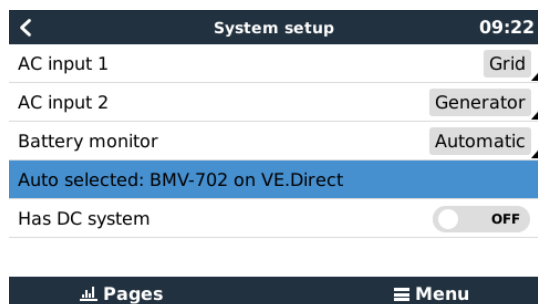 System setup 09:22
AC input 1 Grid
AC input 2 Generator
Battery monitor Automatic
Auto selected: BMV-702 on VE.Direct
Has DC system OFF
Pages Menu